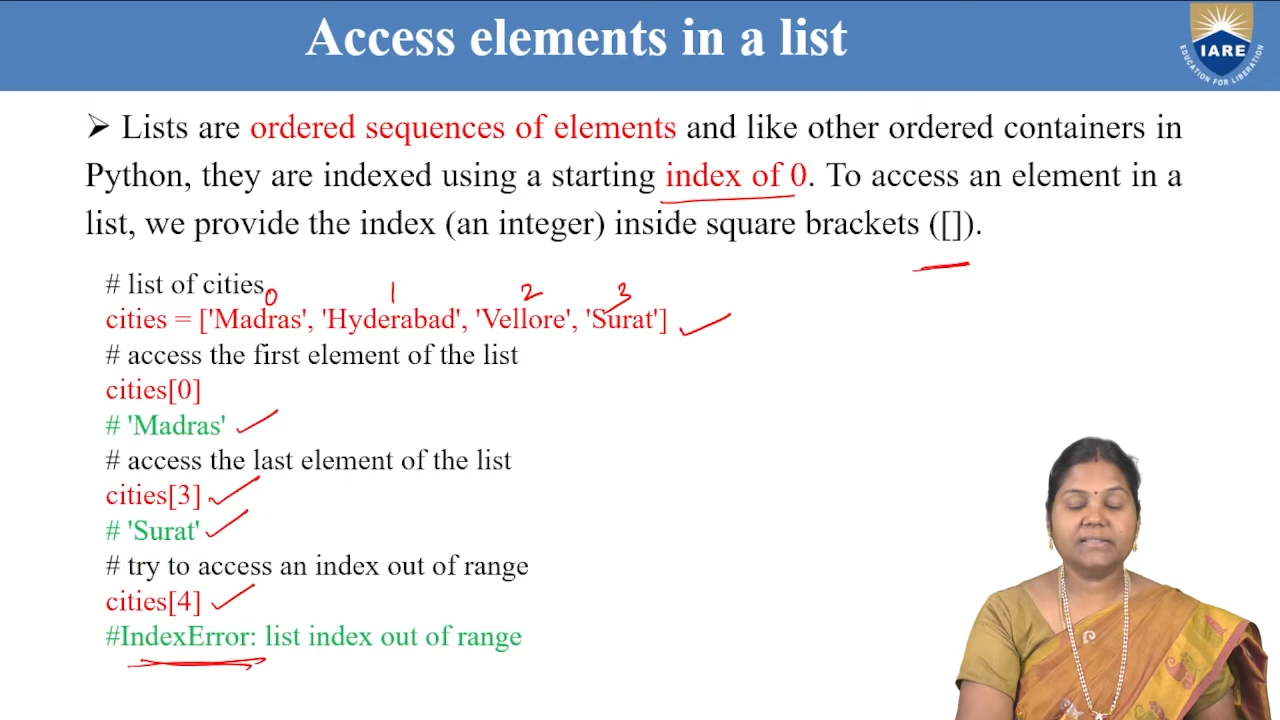 Access elements in a list
IARE
EDUCATION FOR LIBERATION
➤ Lists are ordered sequences of elements and like other ordered containers in
Python, they are indexed using a starting index of 0. To access an element in a
list, we provide the index (an integer) inside square brackets ([]).
# list of cities
0 1 2 3
cities = ['Madras', 'Hyderabad', 'Vellore', 'Surat']
# access the first element of the list
cities[0]
# 'Madras'
# access the last element of the list
cities[3]
# 'Surat'
# try to access an index out of range
cities[4]
#IndexError: list index out of range